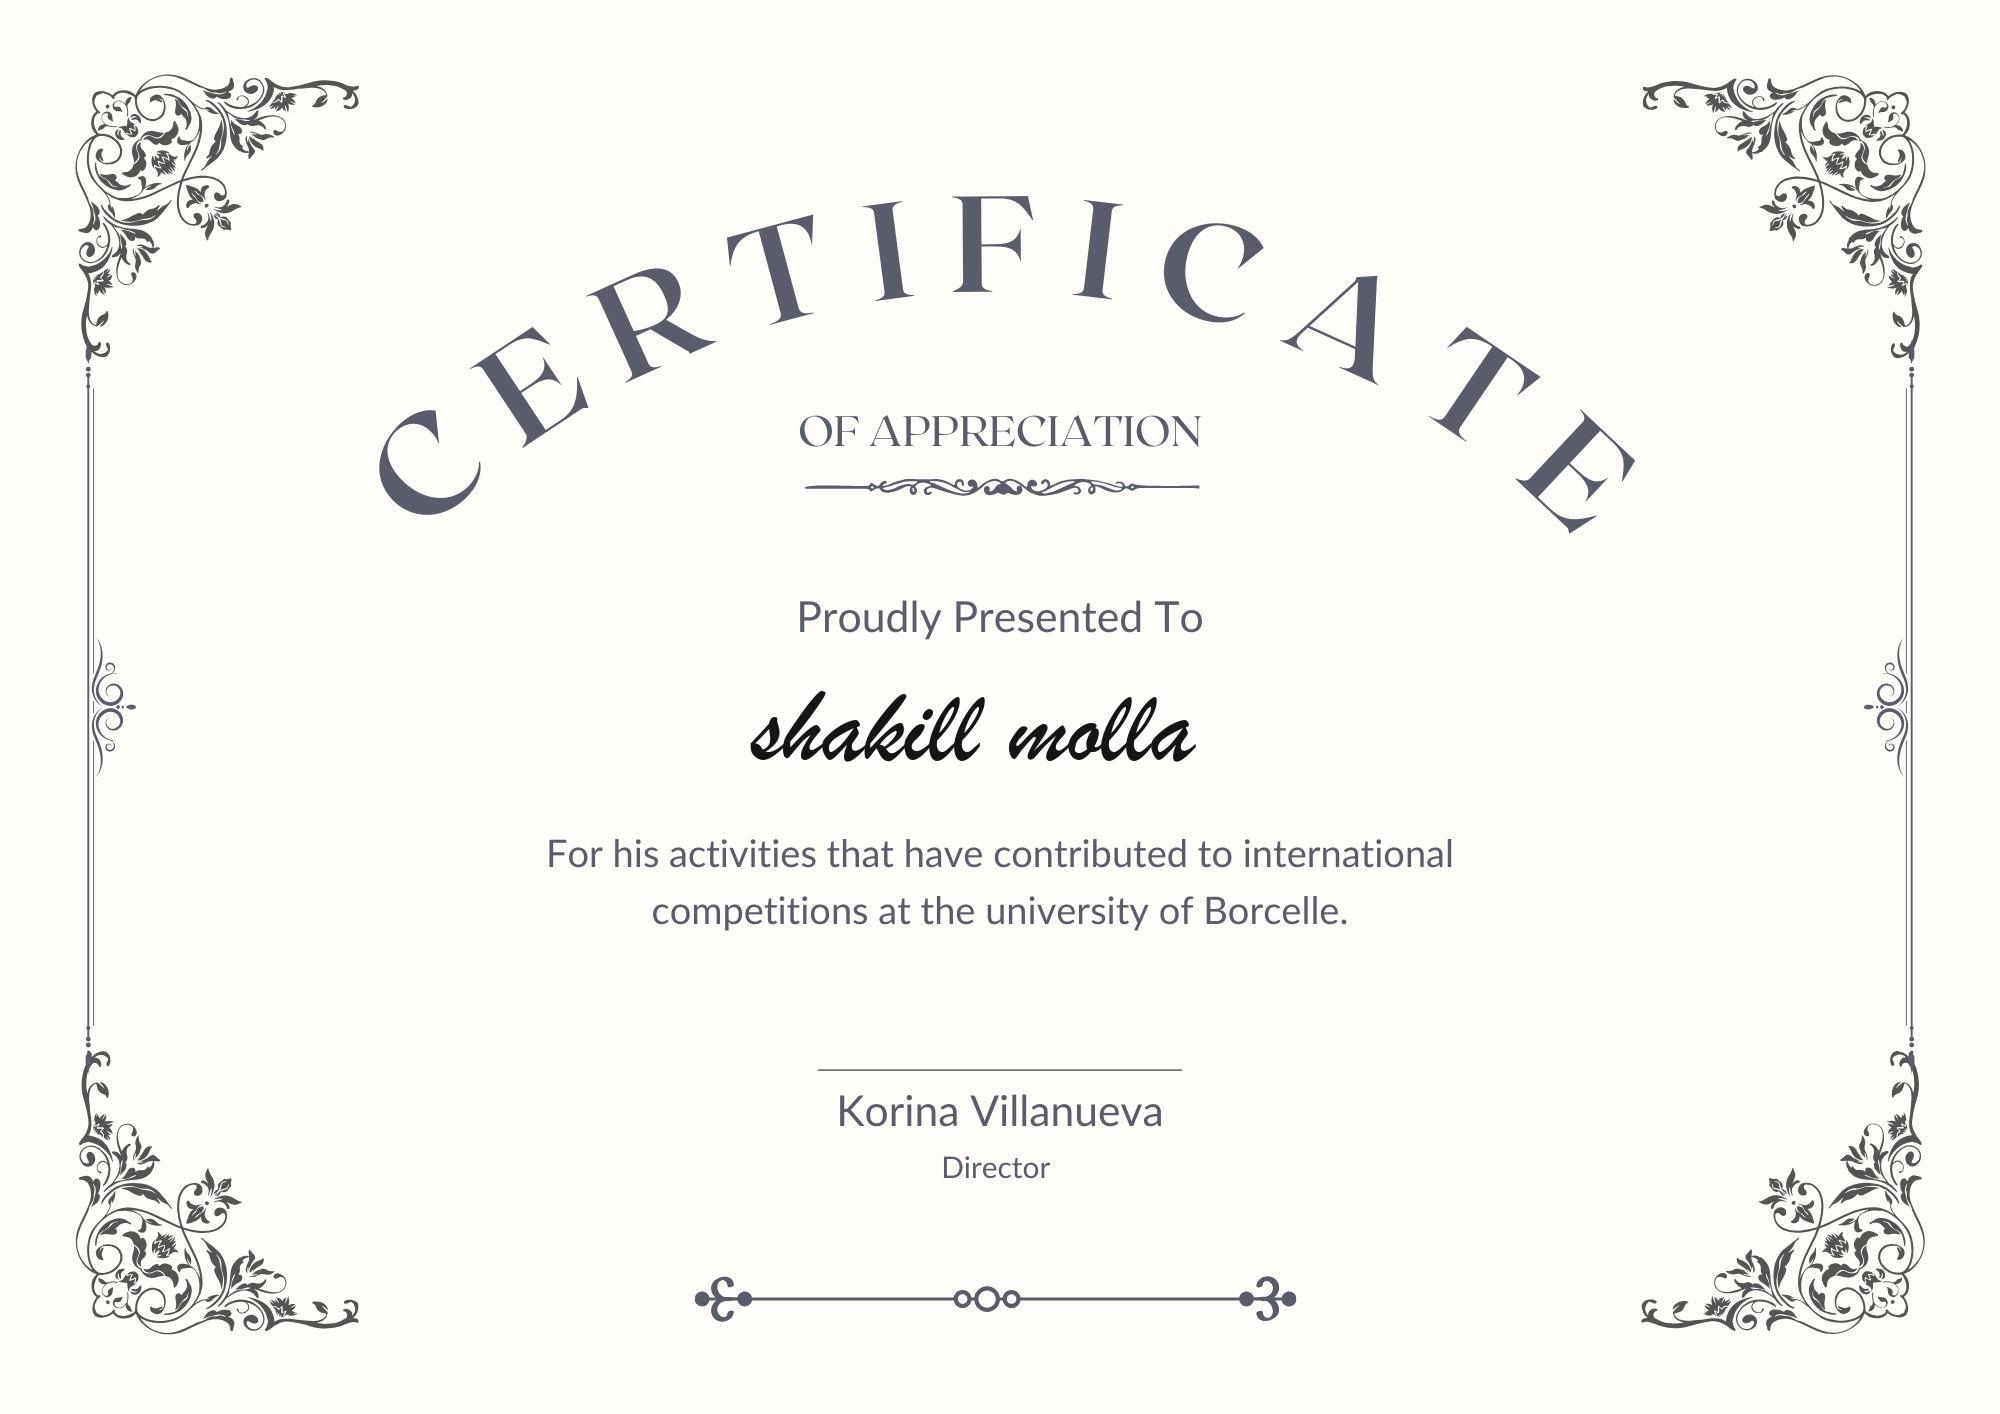 CERTIFICATE
OF APPRECIATION
Proudly Presented To
shakill molla
For his activities that have contributed to international
competitions at the university of Borcelle.
Korina Villanueva
Director